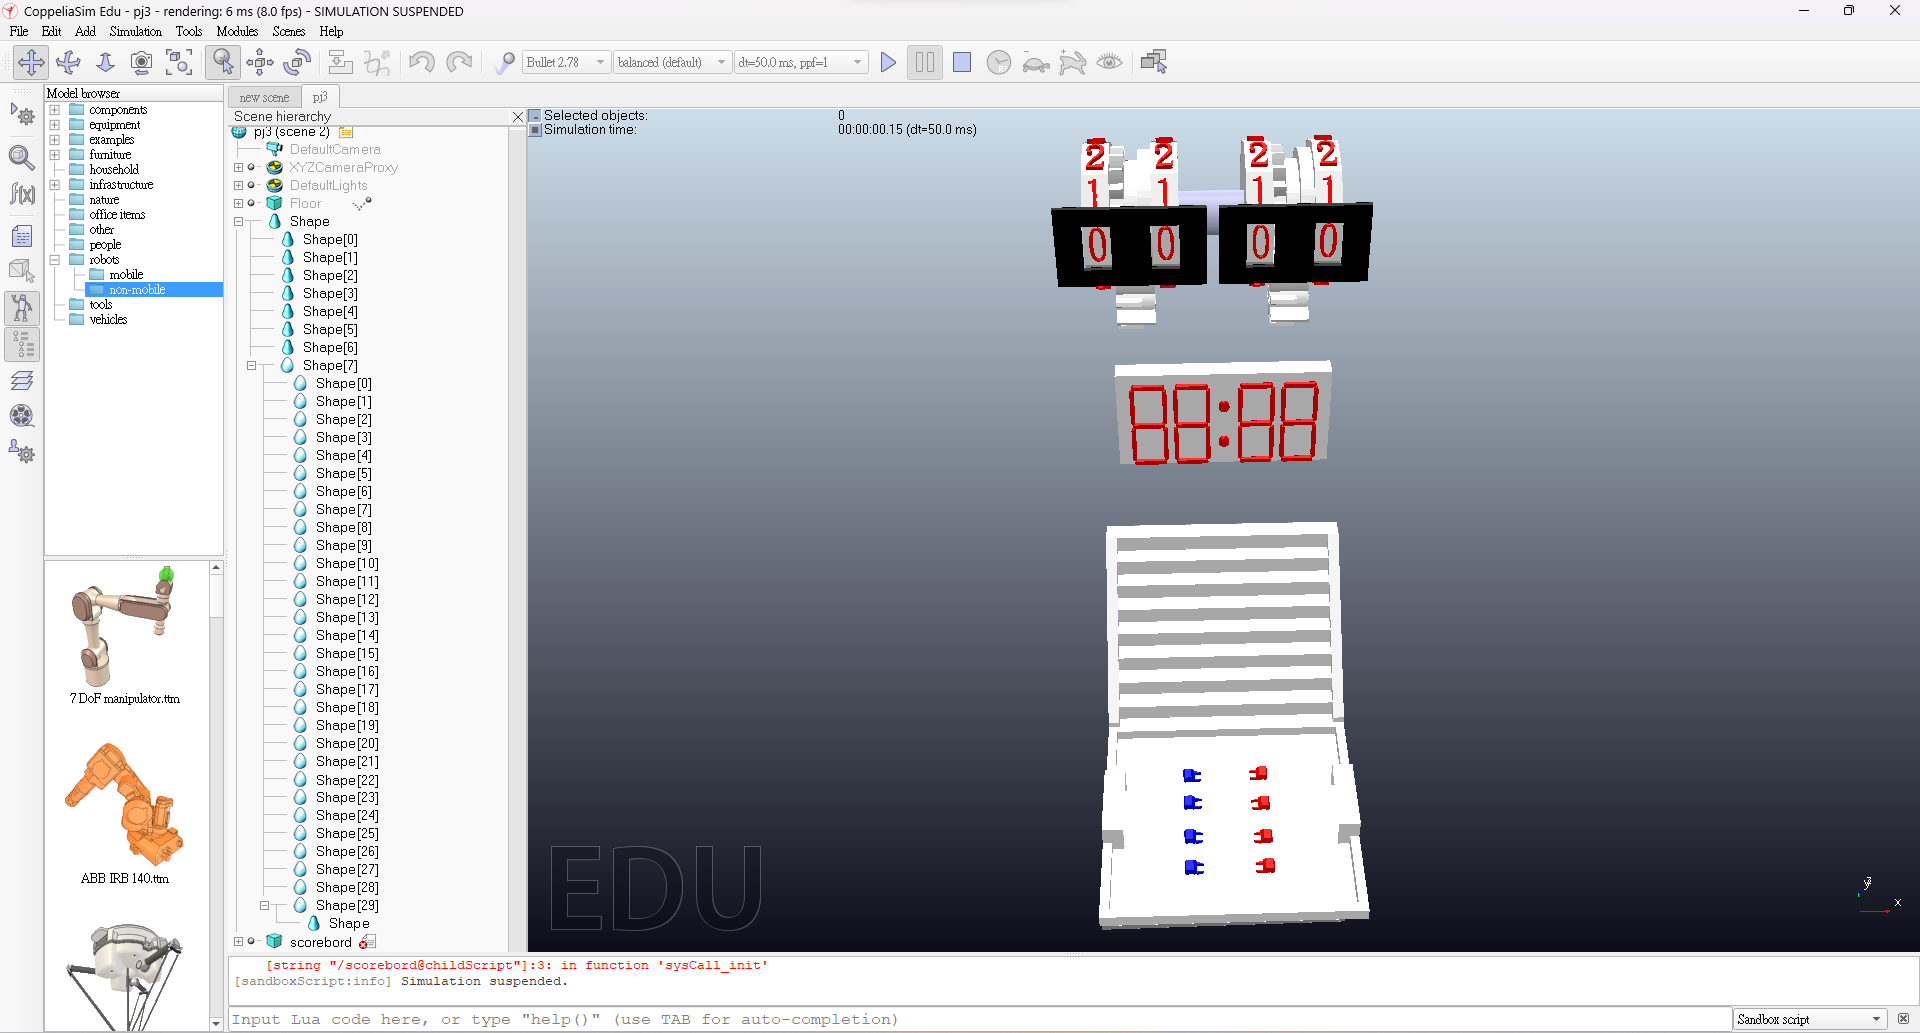 CoppeliaSim Edu - pj3 - rendering: 6 ms (8.0 fps) - SIMULATION SUSPENDED
File Edit Add Simulation Tools Modules Scenes Help
Bullet 2.78
balanced (default)
dt=50.0 ms, ppf=1
Model browser
components
equipment
examples
furniture
household
infrastructure
nature
office items
other
people
robots
mobile
non-mobile
tools
vehicles
7 DoF manipulator.ttm
ABB IRB 140.ttm
new scene
pj3
Scene hierarchy
pj3 (scene 2)
DefaultCamera
XYZCameraProxy
DefaultLights
Floor
Shape
Shape[0]
Shape[1]
Shape[2]
Shape[3]
Shape[4]
Shape[5]
Shape[6]
Shape[7]
Shape[0]
Shape[1]
Shape[2]
Shape[3]
Shape[4]
Shape[5]
Shape[6]
Shape[7]
Shape[8]
Shape[9]
Shape[10]
Shape[11]
Shape[12]
Shape[13]
Shape[14]
Shape[15]
Shape[16]
Shape[17]
Shape[18]
Shape[19]
Shape[20]
Shape[21]
Shape[22]
Shape[23]
Shape[24]
Shape[25]
Shape[26]
Shape[27]
Shape[28]
Shape[29]
Shape
scorebord
Selected objects: 0
Simulation time: 00:00:00.15 (dt=50.0 ms)
2 2 2 2
1 1 1 1
0 0 0 0
88:88
EDU
y
x
[string "/scorebord@childScript"]:3: in function 'sysCall_init'
[sandboxScript:info] Simulation suspended.
Input Lua code here, or type "help()" (use TAB for auto-completion)
Sandbox script